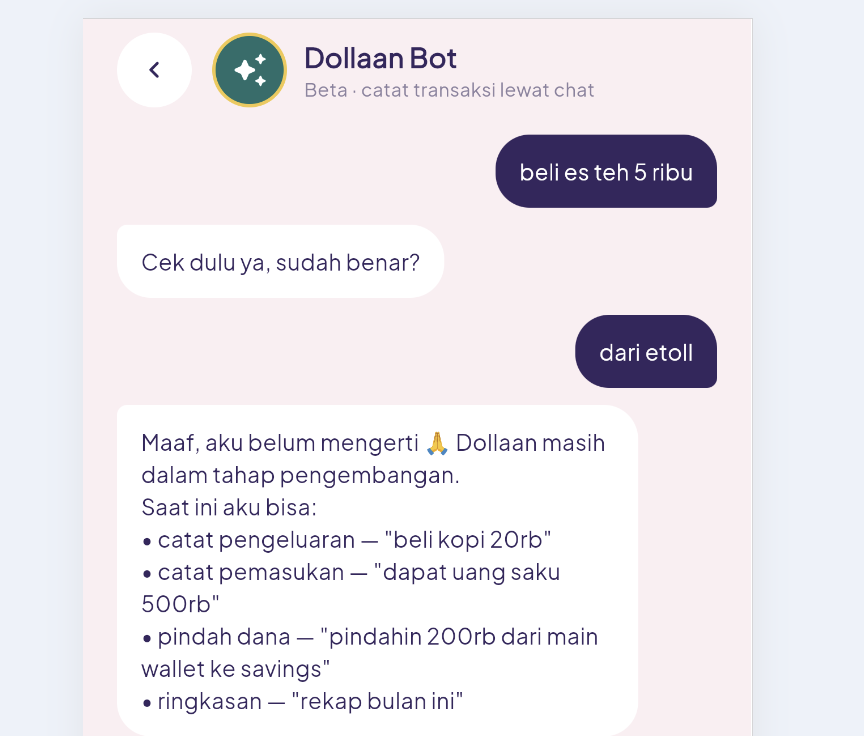 Dollaan Bot
Beta · catat transaksi lewat chat
beli es teh 5 ribu
Cek dulu ya, sudah benar?
dari etoll
Maaf, aku belum mengerti 🙏 Dollaan masih
dalam tahap pengembangan.
Saat ini aku bisa:
• catat pengeluaran — "beli kopi 20rb"
• catat pemasukan — "dapat uang saku
500rb"
• pindah dana — "pindahin 200rb dari main
wallet ke savings"
• ringkasan — "rekap bulan ini"